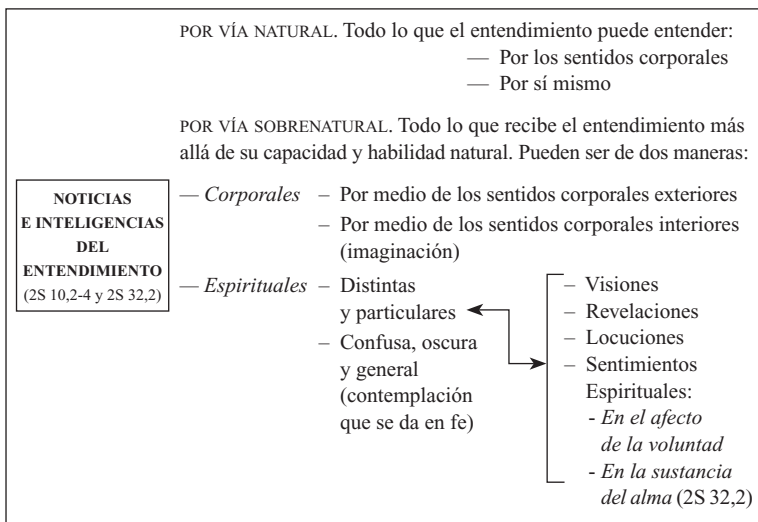 POR VÍA NATURAL. Todo lo que el entendimiento puede entender:
— Por los sentidos corporales
— Por sí mismo
POR VÍA SOBRENATURAL. Todo lo que recibe el entendimiento más
allá de su capacidad y habilidad natural. Pueden ser de dos maneras:
NOTICIAS
E INTELIGENCIAS
DEL
ENTENDIMIENTO
(2S 10,2-4 y 2S 32,2)
— Corporales – Por medio de los sentidos corporales exteriores
– Por medio de los sentidos corporales interiores
(imaginación)
— Espirituales – Distintas
y particulares
– Confusa, oscura
y general
(contemplación
que se da en fe)
– Visiones
– Revelaciones
– Locuciones
– Sentimientos
Espirituales:
- En el afecto
de la voluntad
- En la sustancia
del alma (2S 32,2)